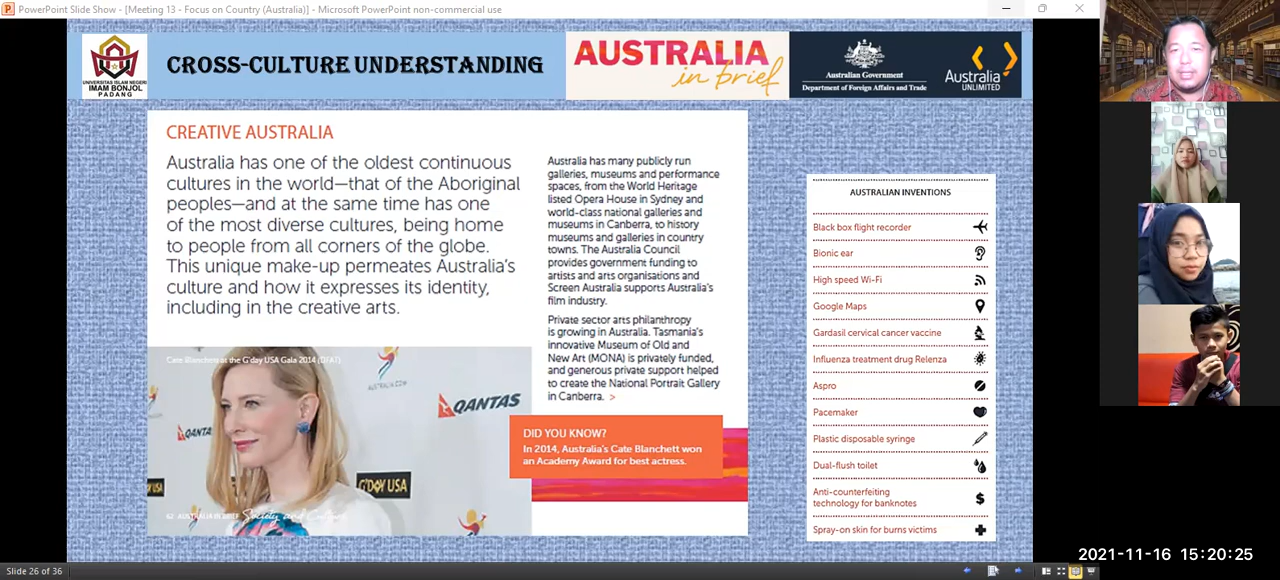 PowerPoint Slide Show - [Meeting 13 - Focus on Country (Australia)] - Microsoft PowerPoint non-commercial use
UNIVERSITAS ISLAM NEGERI
IMAM BONJOL
PADANG
CROSS-CULTURE UNDERSTANDING
AUSTRALIA
in brief
Australian Government
Department of Foreign Affairs and Trade
Australia
UNLIMITED
CREATIVE AUSTRALIA
Australia has one of the oldest continuous
cultures in the world—that of the Aboriginal
peoples—and at the same time has one
of the most diverse cultures, being home
to people from all corners of the globe.
This unique make-up permeates Australia's
culture and how it expresses its identity,
including in the creative arts.
Australia has many publicly run
galleries, museums and performance
spaces, from the World Heritage
listed Opera House in Sydney and
world-class national galleries and
museums in Canberra, to history
museums and galleries in country
towns. The Australia Council
provides government funding to
artists and arts organisations and
Screen Australia supports Australia's
film industry.
Private sector arts philanthropy
is growing in Australia. Tasmania's
innovative Museum of Old and
New Art (MONA) is privately funded,
and generous private support helped
to create the National Portrait Gallery
in Canberra. >
Cate Blanchett at the G'day USA Gala 2014 (DFAT)
AUSTRALIA.COM
QANTAS
QANTA
G'DAY USA
DID YOU KNOW?
In 2014, Australia's Cate Blanchett won
an Academy Award for best actress.
62 AUSTRALIA IN BRIEF Society and
AUSTRALIAN INVENTIONS
Black box flight recorder
Bionic ear
High speed Wi-Fi
Google Maps
Gardasil cervical cancer vaccine
Influenza treatment drug Relenza
Aspro
Pacemaker
Plastic disposable syringe
Dual-flush toilet
Anti-counterfeiting
technology for banknotes
Spray-on skin for burns victims
2021-11-16 15:20:25
Slide 26 of 36